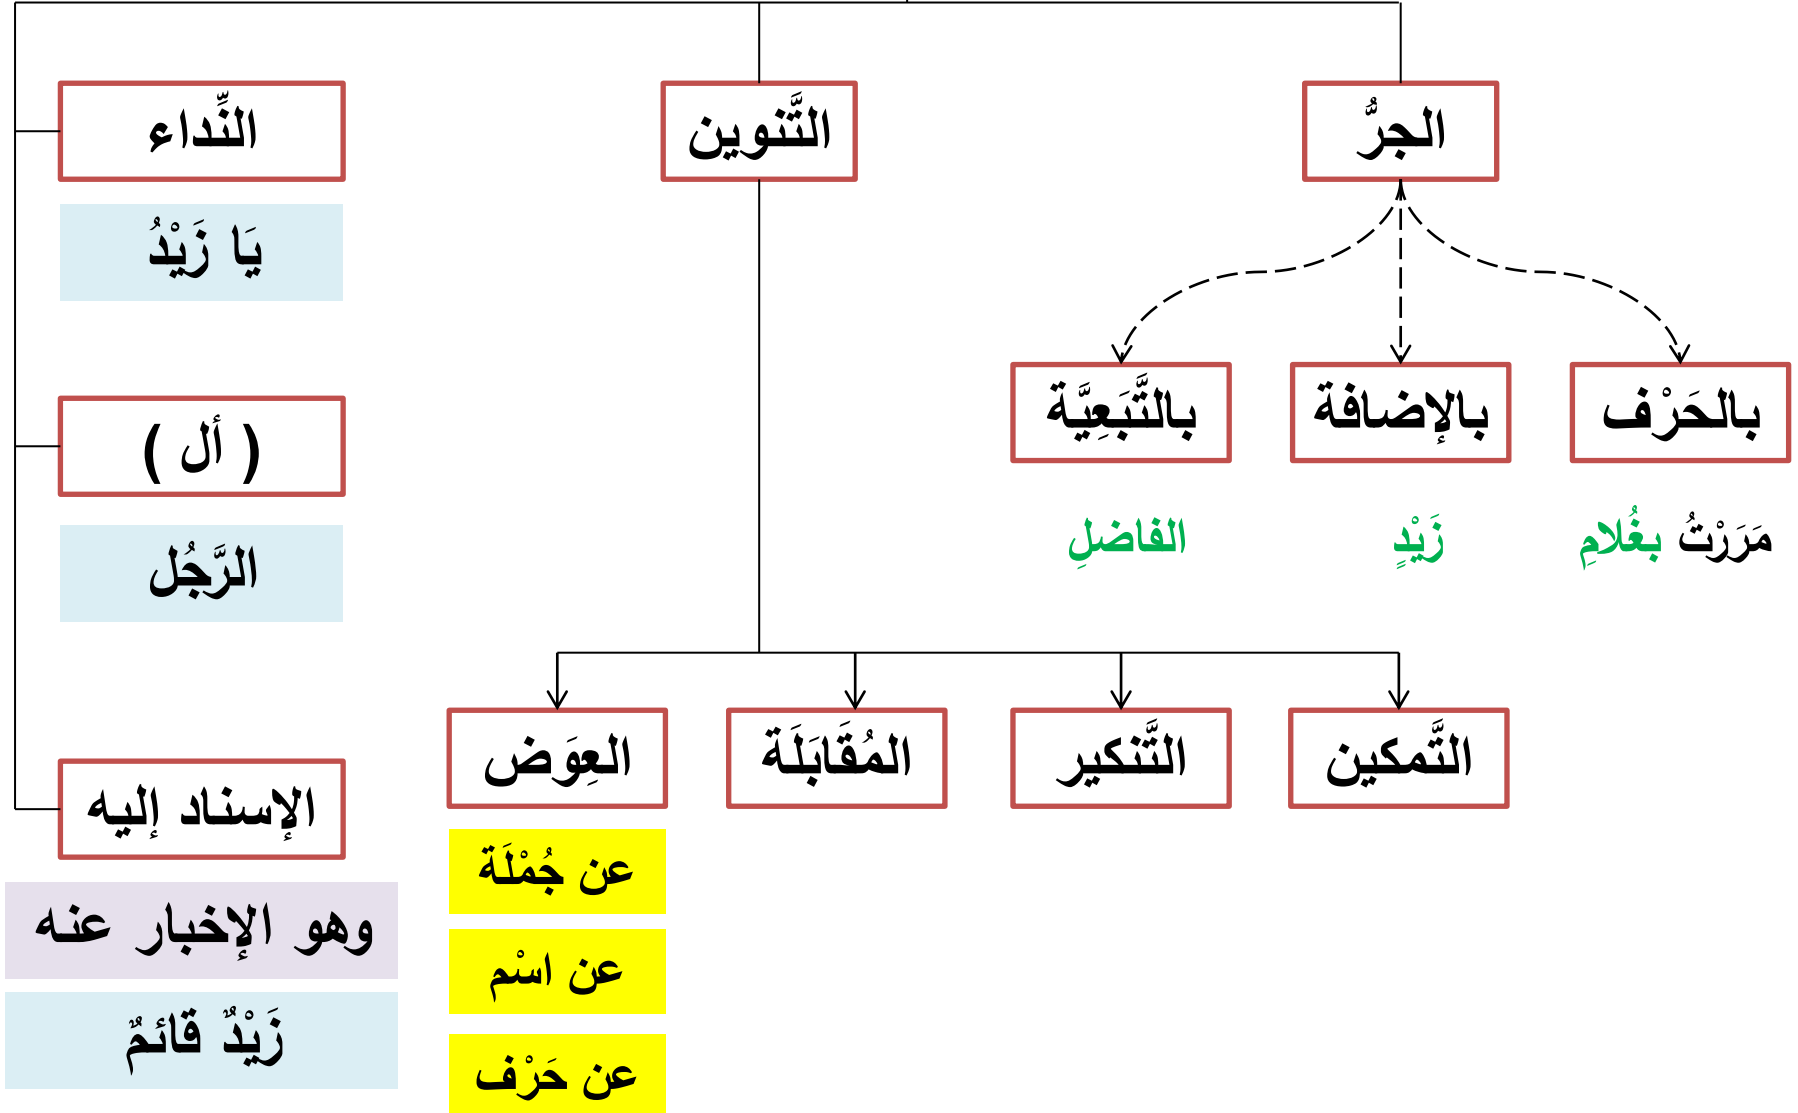 الجرُّ
التَّنوين
النِّداء
يَا زَيْدُ
بالحَرْف
بالإضافة
بالتَّبَعِيَّة
( أل )
مَرَرْتُ بغُلامِ
زَيْدٍ
الفاضلِ
الرَّجُل
التَّمكين
التَّنكير
المُقَابَلَة
العِوَض
الإسناد إليه
عن جُمْلَة
وهو الإخبار عنه
عن اسْم
زَيْدٌ قائمٌ
عن حَرْف